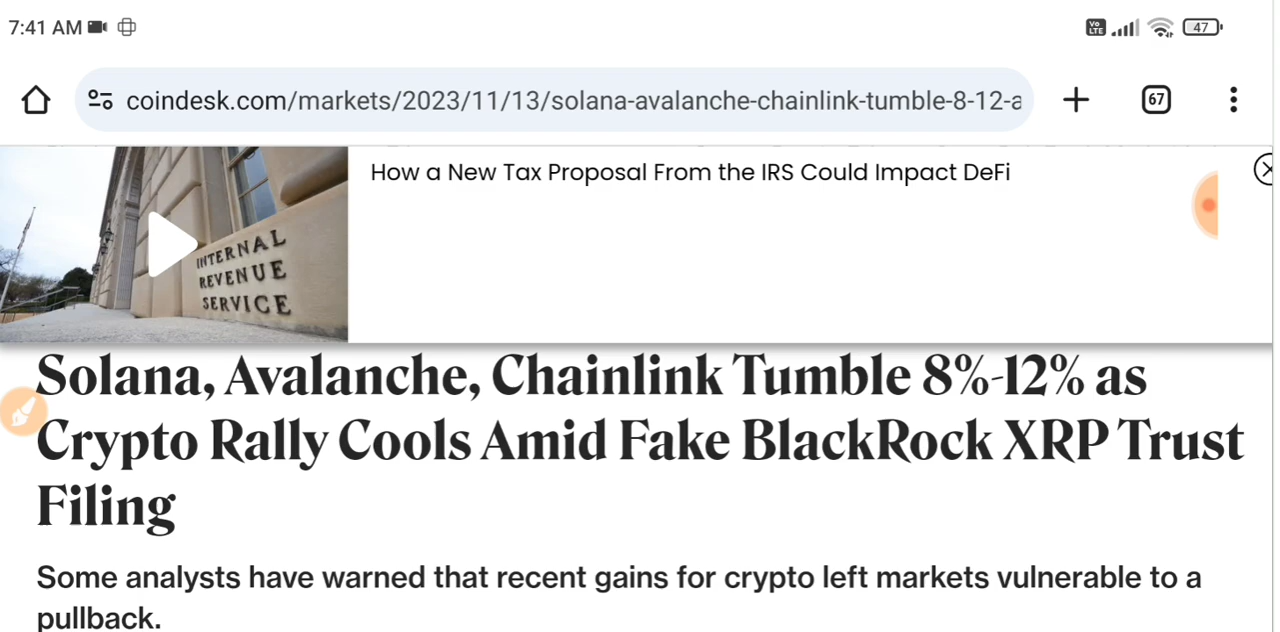 7:41 AM
Vo LTE
47
coindesk.com/markets/2023/11/13/solana-avalanche-chainlink-tumble-8-12-a
67
How a New Tax Proposal From the IRS Could Impact DeFi
INTERNAL
REVENUE
SERVICE
Solana, Avalanche, Chainlink Tumble 8%-12% as
Crypto Rally Cools Amid Fake BlackRock XRP Trust
Filing
Some analysts have warned that recent gains for crypto left markets vulnerable to a
pullback.